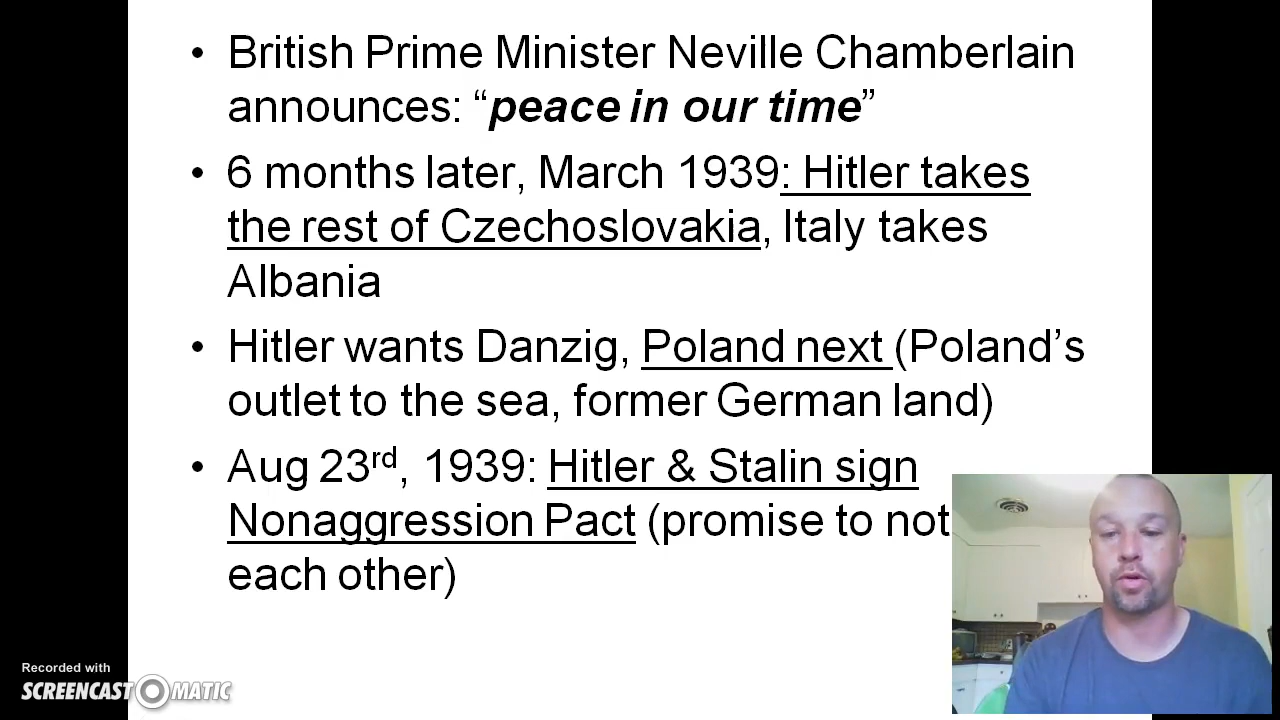 • British Prime Minister Neville Chamberlain
announces: “peace in our time”
• 6 months later, March 1939: Hitler takes
the rest of Czechoslovakia, Italy takes
Albania
• Hitler wants Danzig, Poland next (Poland’s
outlet to the sea, former German land)
• Aug 23rd, 1939: Hitler & Stalin sign
Nonaggression Pact (promise to not
each other)
Recorded with
SCREENCAST MATIC